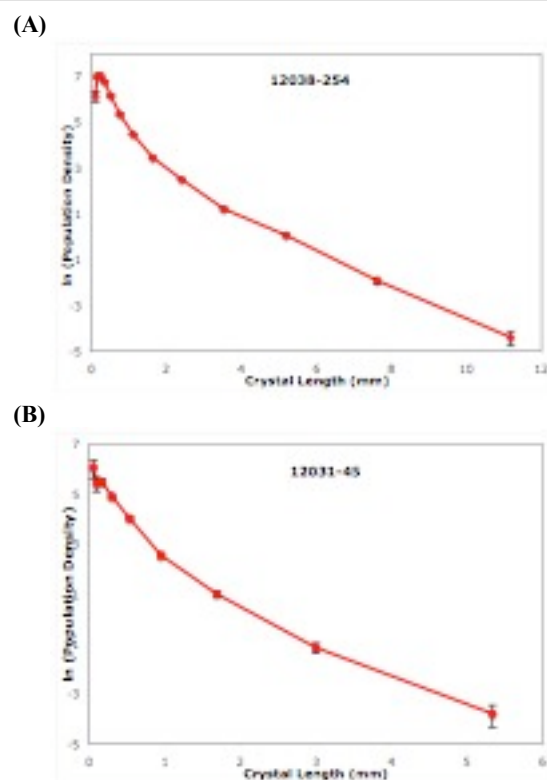 (A)
12038-254
7
5
3
1
-1
-3
-5
ln (Population Density)
0 2 4 6 8 10 12
Crystal Length (mm)
(B)
12031-45
7
5
-3
-5
ln (Population Density)
0 1 2 3 4 5 6
Crystal Length (mm)